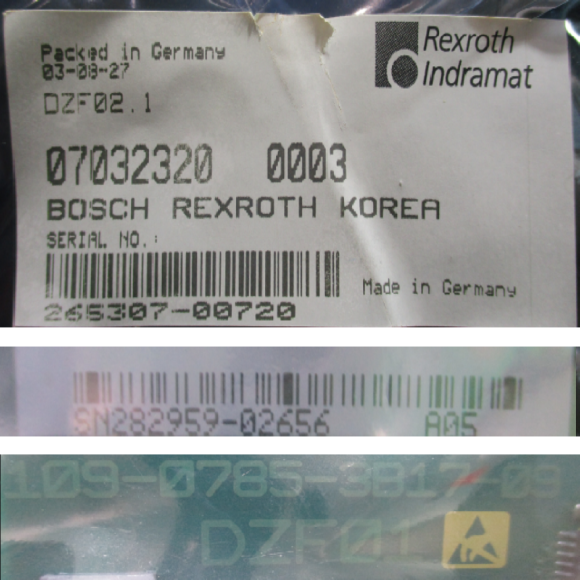 Packed in Germany
03-08-27
Rexroth
Indramat
DZF02.1
07032320 0003
BOSCH REXROTH KOREA
SERIAL NO.:
Made in Germany
265307-00720
SN282959-02656 A05
109-0785-3B17-09
DZF01